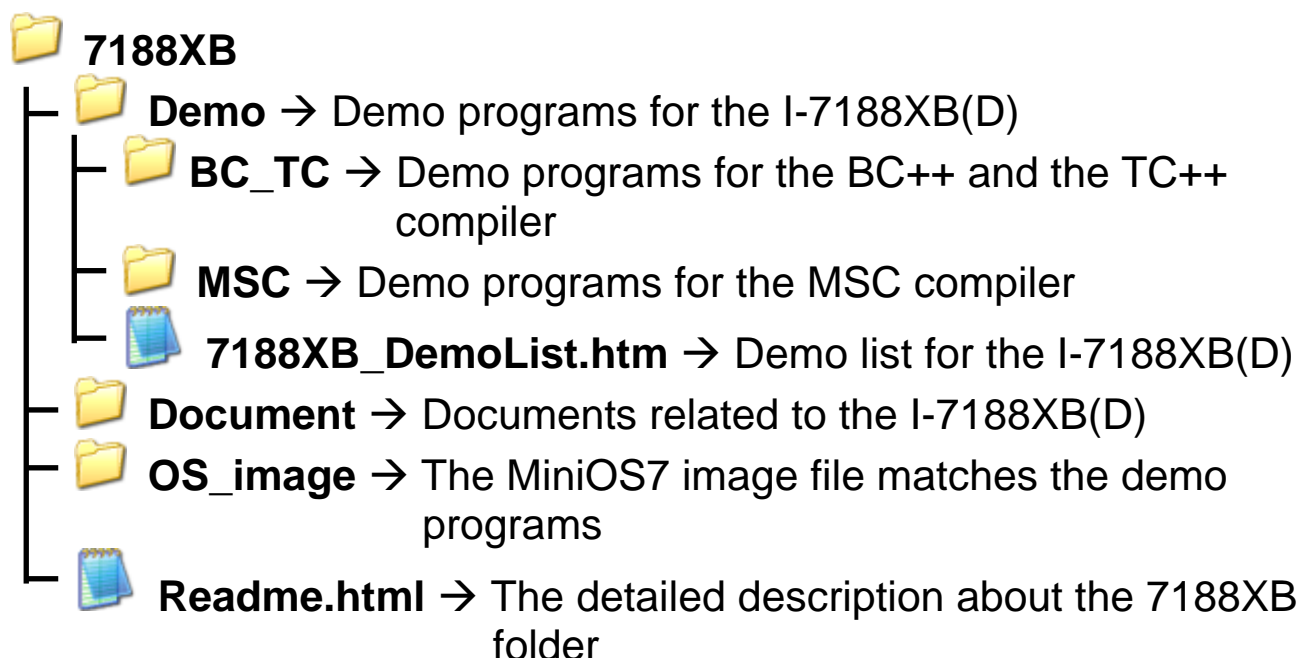 7188XB
Demo → Demo programs for the I-7188XB(D)
BC_TC → Demo programs for the BC++ and the TC++
compiler
MSC → Demo programs for the MSC compiler
7188XB_DemoList.htm → Demo list for the I-7188XB(D)
Document → Documents related to the I-7188XB(D)
OS_image → The MiniOS7 image file matches the demo
programs
Readme.html → The detailed description about the 7188XB
folder